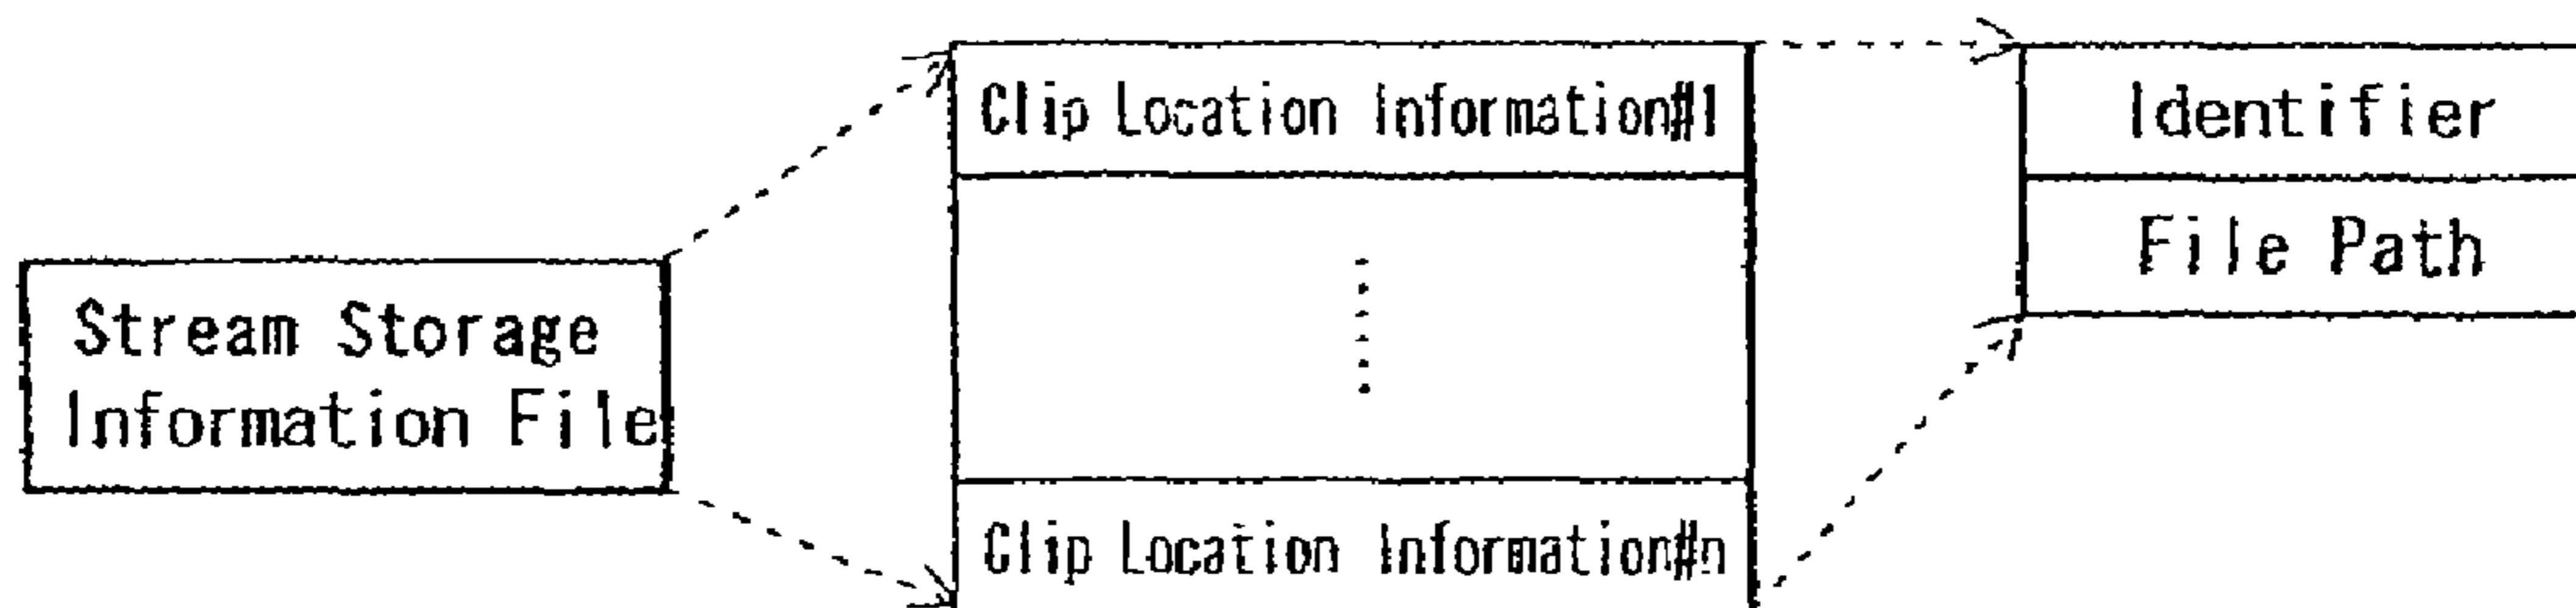 Stream Storage
Information File
Clip Location Information#1
Clip Location Information#n
Identifier
File Path